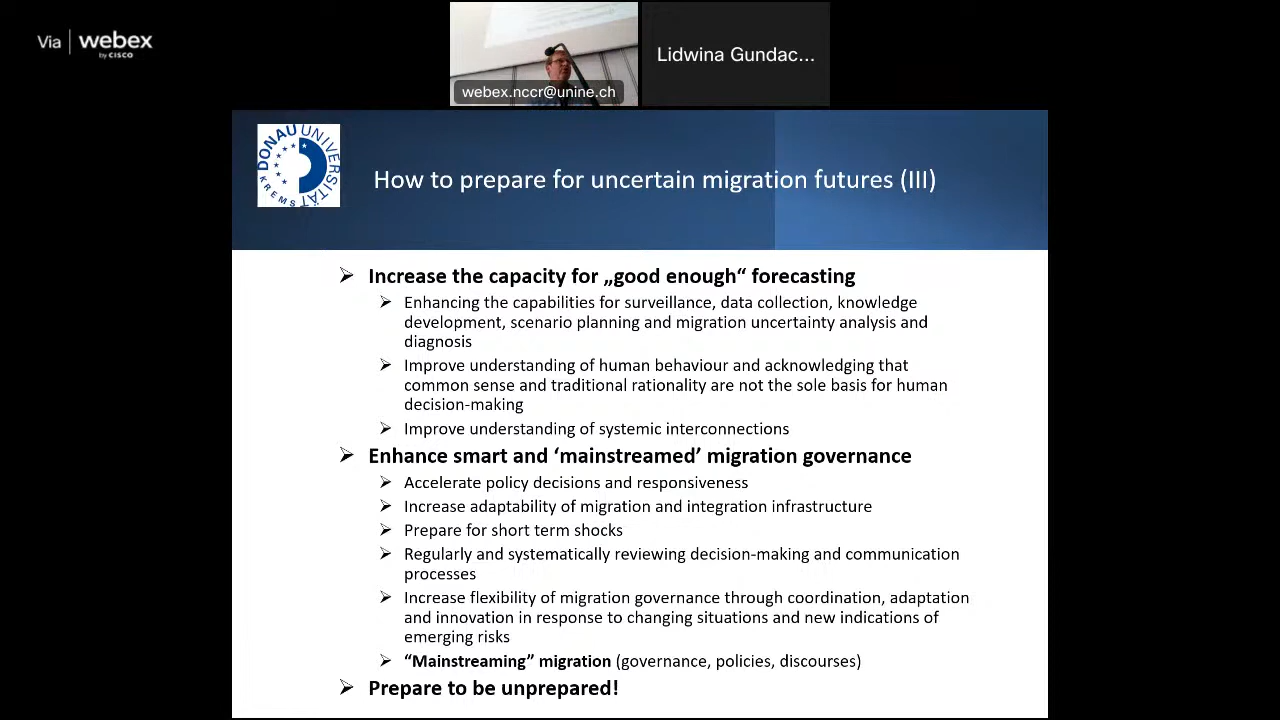 Via webex
by CISCO
webex.nccr@unine.ch
Lidwina Gundac...
DONAU UNIVERSITÄT KREMS
How to prepare for uncertain migration futures (III)
Increase the capacity for „good enough“ forecasting
Enhancing the capabilities for surveillance, data collection, knowledge
development, scenario planning and migration uncertainty analysis and
diagnosis
Improve understanding of human behaviour and acknowledging that
common sense and traditional rationality are not the sole basis for human
decision-making
Improve understanding of systemic interconnections
Enhance smart and ‘mainstreamed’ migration governance
Accelerate policy decisions and responsiveness
Increase adaptability of migration and integration infrastructure
Prepare for short term shocks
Regularly and systematically reviewing decision-making and communication
processes
Increase flexibility of migration governance through coordination, adaptation
and innovation in response to changing situations and new indications of
emerging risks
“Mainstreaming” migration (governance, policies, discourses)
Prepare to be unprepared!